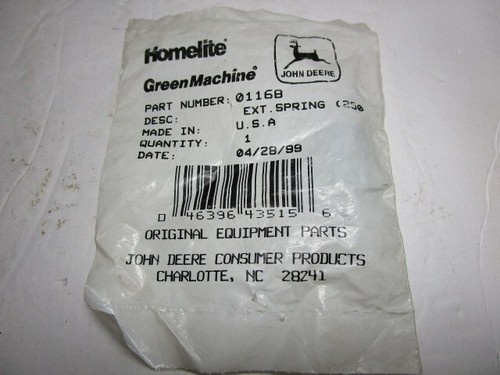 Homelite®
JOHN DEERE
GreenMachine®
PART NUMBER: 01168
DESC: EXT.SPRING (250
MADE IN: U.S.A
QUANTITY: 1
DATE: 04/28/99
0 46396 43515 6
ORIGINAL EQUIPMENT PARTS
JOHN DEERE CONSUMER PRODUCTS
CHARLOTTE, NC 28241